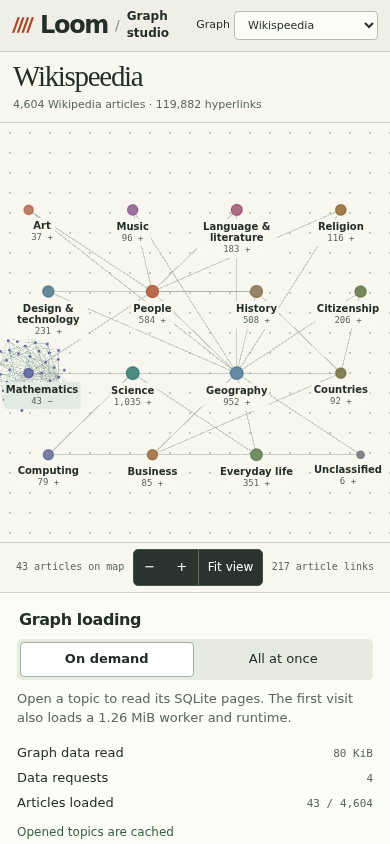 Loom / Graph studio
Graph Wikispeedia
Wikispeedia
4,604 Wikipedia articles · 119,882 hyperlinks
Art
37 +
Music
96 +
Language &
literature
183 +
Religion
116 +
Design &
technology
231 +
People
584 +
History
508 +
Citizenship
206 +
Mathematics
43 −
Science
1,035 +
Geography
952 +
Countries
92 +
Computing
79 +
Business
85 +
Everyday life
351 +
Unclassified
6 +
43 articles on map − + Fit view 217 article links
Graph loading
On demand All at once
Open a topic to read its SQLite pages. The first visit
also loads a 1.26 MiB worker and runtime.
Graph data read 80 KiB
Data requests 4
Articles loaded 43 / 4,604
Opened topics are cached